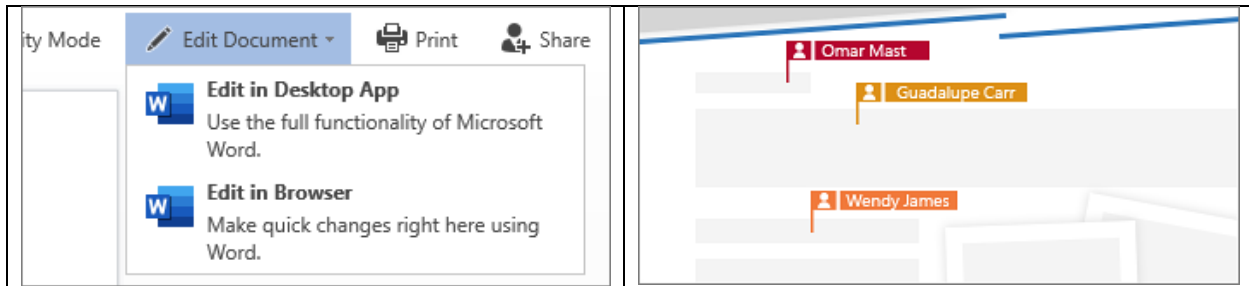 ity Mode Edit Document Print Share
Edit in Desktop App
Use the full functionality of Microsoft
Word.
Edit in Browser
Make quick changes right here using
Word.
Omar Mast
Guadalupe Carr
Wendy James